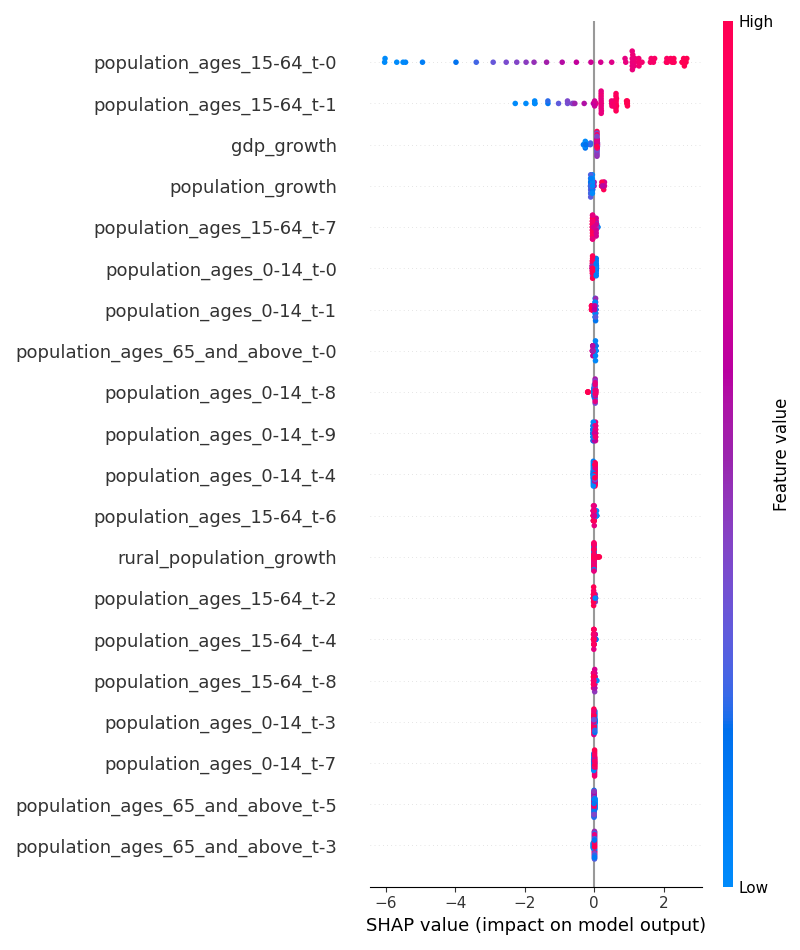 High
population_ages_15-64_t-0
population_ages_15-64_t-1
gdp_growth
population_growth
population_ages_15-64_t-7
population_ages_0-14_t-0
population_ages_0-14_t-1
population_ages_65_and_above_t-0
population_ages_0-14_t-8
population_ages_0-14_t-9
population_ages_0-14_t-4
population_ages_15-64_t-6
rural_population_growth
population_ages_15-64_t-2
population_ages_15-64_t-4
population_ages_15-64_t-8
population_ages_0-14_t-3
population_ages_0-14_t-7
population_ages_65_and_above_t-5
population_ages_65_and_above_t-3
Feature value
Low
−6 −4 −2 0 2
SHAP value (impact on model output)